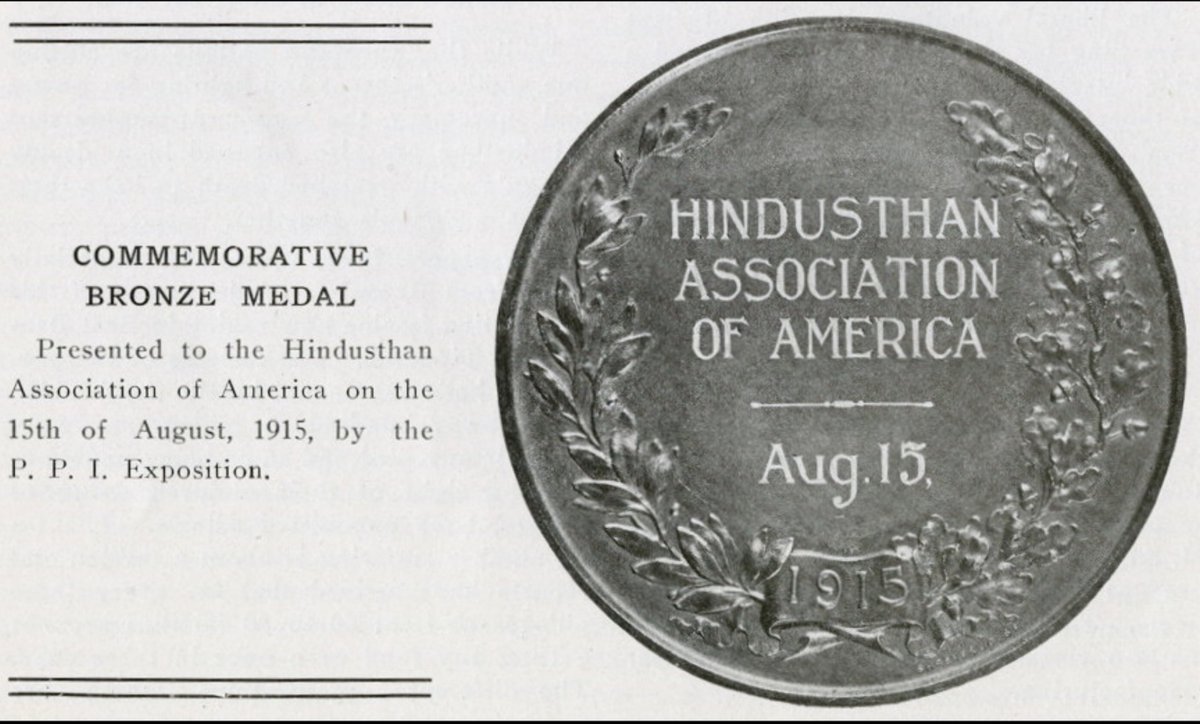 COMMEMORATIVE
BRONZE MEDAL
Presented to the Hindusthan
Association of America on the
15th of August, 1915, by the
P. P. I. Exposition.
HINDUSTHAN
ASSOCIATION
OF AMERICA
Aug. 15,
1915